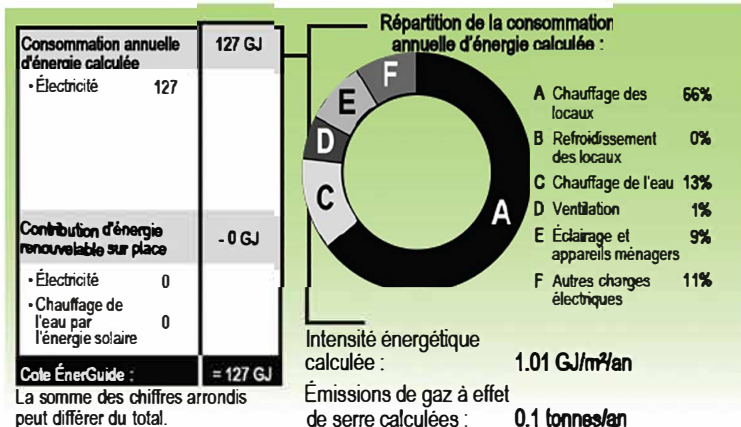 Consommation annuelle
d'énergie calculée
127 GJ
• Électricité 127
Contribution d'énergie
renouvelable sur place
- 0 GJ
• Électricité 0
• Chauffage de
l'eau par
l'énergie solaire
0
Cote ÉnerGuide : = 127 GJ
La somme des chiffres arrondis
peut différer du total.
Répartition de la consommation
annuelle d'énergie calculée :
F
E
D
C
A
A Chauffage des
locaux
66%
B Refroidissement
des locaux
0%
C Chauffage de l'eau 13%
D Ventilation 1%
E Éclairage et
appareils ménagers
9%
F Autres charges
électriques
11%
Intensité énergétique
calculée : 1.01 GJ/m²/an
Émissions de gaz à effet
de serre calculées : 0.1 tonnes/an